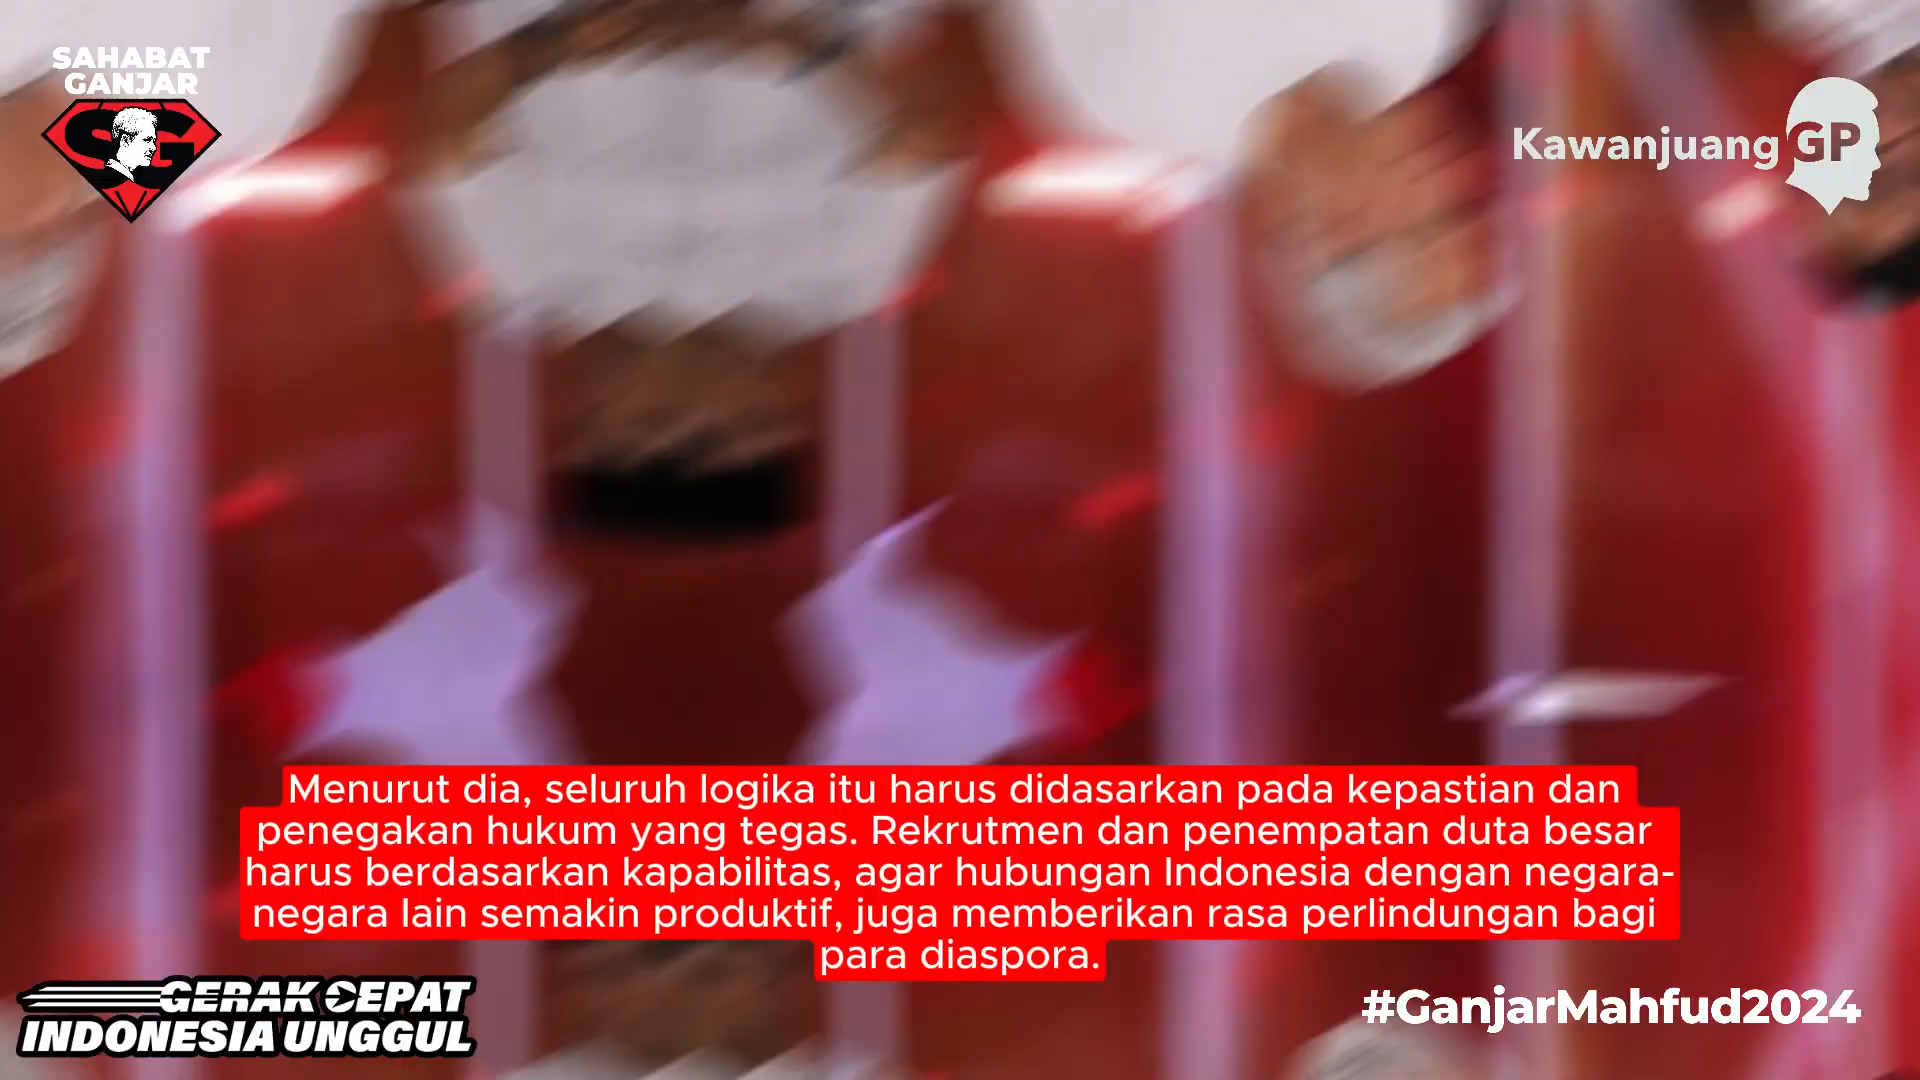 SAHABAT
GANJAR
SG
Kawanjuang GP
Menurut dia, seluruh logika itu harus didasarkan pada kepastian dan
penegakan hukum yang tegas. Rekrutmen dan penempatan duta besar
harus berdasarkan kapabilitas, agar hubungan Indonesia dengan negara-
negara lain semakin produktif, juga memberikan rasa perlindungan bagi
para diaspora.
GERAK CEPAT
INDONESIA UNGGUL
#GanjarMahfud2024